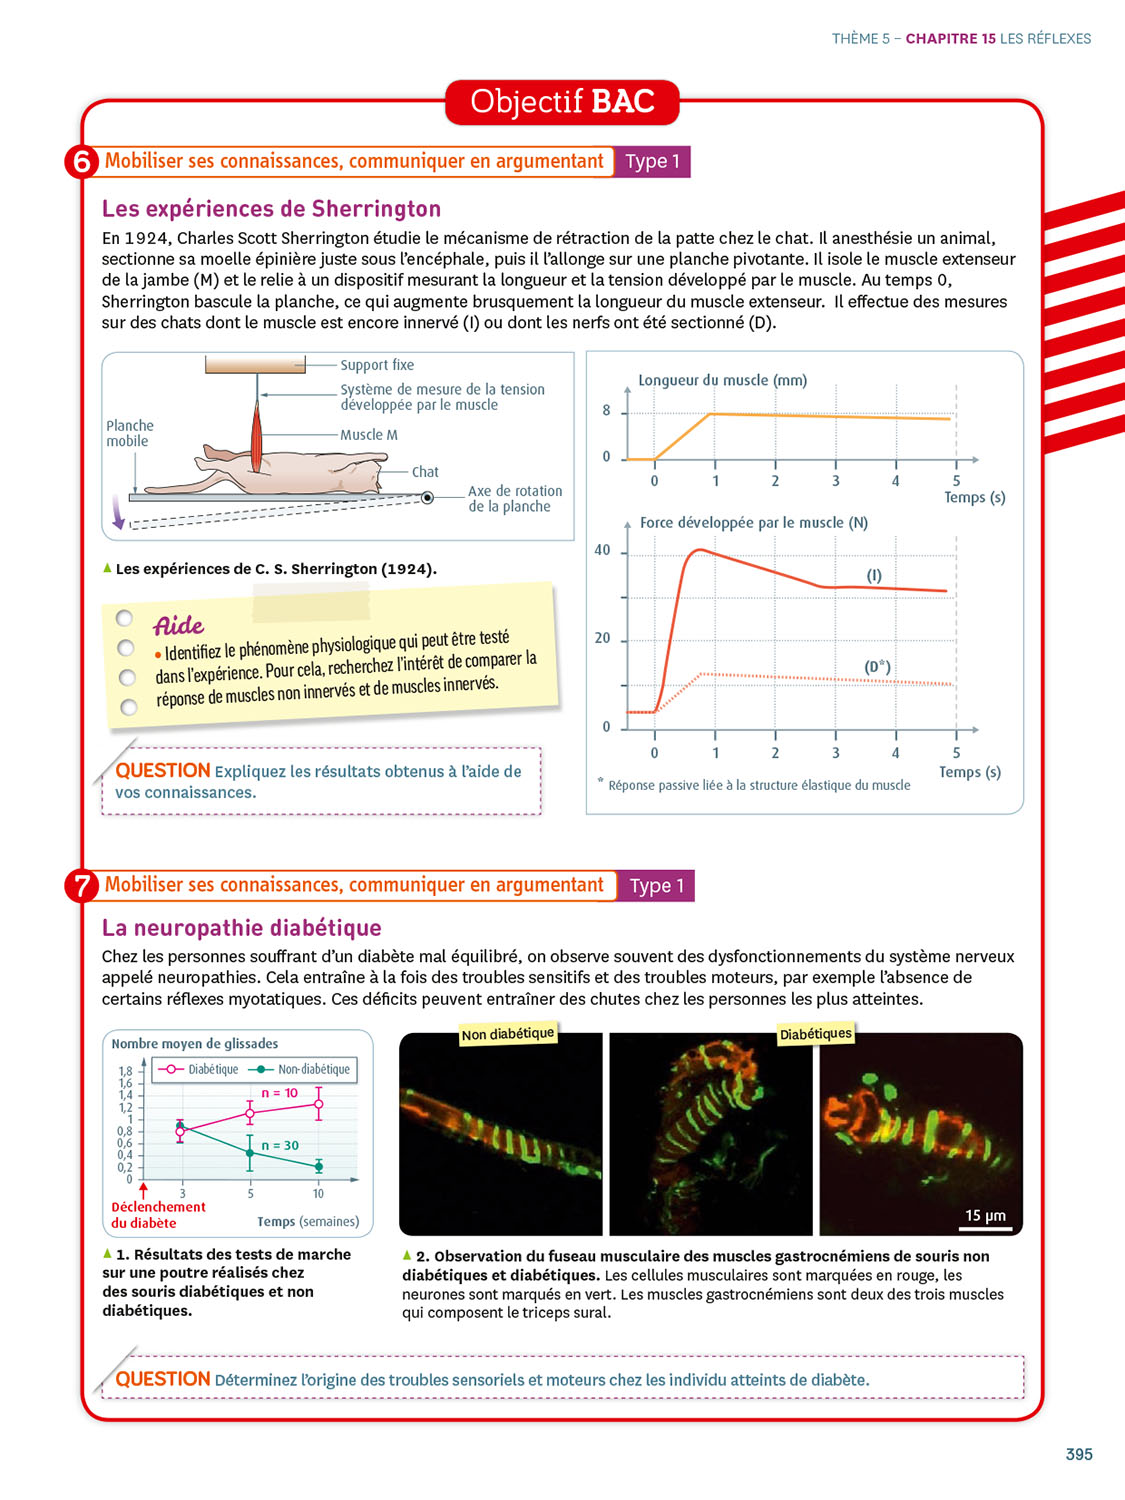 THÈME 5 – CHAPITRE 15 LES RÉFLEXES
Objectif BAC
6 Mobiliser ses connaissances, communiquer en argumentant Type 1
Les expériences de Sherrington
En 1924, Charles Scott Sherrington étudie le mécanisme de rétraction de la patte chez le chat. Il anesthésie un animal,
sectionne sa moelle épinière juste sous l'encéphale, puis il l'allonge sur une planche pivotante. Il isole le muscle extenseur
de la jambe (M) et le relie à un dispositif mesurant la longueur et la tension développé par le muscle. Au temps 0,
Sherrington bascule la planche, ce qui augmente brusquement la longueur du muscle extenseur. Il effectue des mesures
sur des chats dont le muscle est encore innervé (I) ou dont les nerfs ont été sectionné (D).
Support fixe
Système de mesure de la tension
développée par le muscle
Planche
mobile
Muscle M
Chat
Axe de rotation
de la planche
▲ Les expériences de C. S. Sherrington (1924).
Aide
• Identifiez le phénomène physiologique qui peut être testé
dans l'expérience. Pour cela, recherchez l'intérêt de comparer la
réponse de muscles non innervés et de muscles innervés.
QUESTION Expliquez les résultats obtenus à l'aide de
vos connaissances.
Longueur du muscle (mm)
8
0
0 1 2 3 4 5
Temps (s)
Force développée par le muscle (N)
40
(I)
20
(D*)
0
0 1 2 3 4 5
Temps (s)
* Réponse passive liée à la structure élastique du muscle
7 Mobiliser ses connaissances, communiquer en argumentant Type 1
La neuropathie diabétique
Chez les personnes souffrant d'un diabète mal équilibré, on observe souvent des dysfonctionnements du système nerveux
appelé neuropathies. Cela entraîne à la fois des troubles sensitifs et des troubles moteurs, par exemple l'absence de
certains réflexes myotatiques. Ces déficits peuvent entraîner des chutes chez les personnes les plus atteintes.
Nombre moyen de glissades
Diabétique Non-diabétique
1,8
1,6
1,4
1,2
1
0,8
0,6
0,4
0,2
0
n = 10
n = 30
3 5 10
Déclenchement
du diabète
Temps (semaines)
▲ 1. Résultats des tests de marche
sur une poutre réalisés chez
des souris diabétiques et non
diabétiques.
Non diabétique
Diabétiques
15 µm
▲ 2. Observation du fuseau musculaire des muscles gastrocnémiens de souris non
diabétiques et diabétiques. Les cellules musculaires sont marquées en rouge, les
neurones sont marqués en vert. Les muscles gastrocnémiens sont deux des trois muscles
qui composent le triceps sural.
QUESTION Déterminez l'origine des troubles sensoriels et moteurs chez les individu atteints de diabète.
395